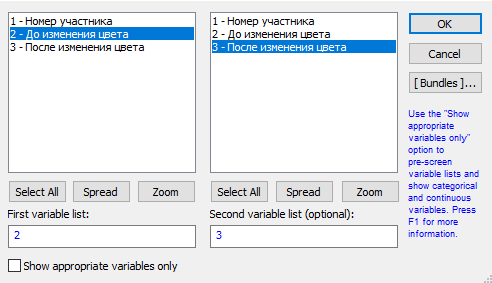 1 - Номер участника
2 - До изменения цвета
3 - После изменения цвета
1 - Номер участника
2 - До изменения цвета
3 - После изменения цвета
OK
Cancel
[ Bundles ]...
Use the "Show
appropriate
variables only"
option to
pre-screen
variable lists and
show categorical
and continuous
variables. Press
F1 for more
information.
Select All
Spread
Zoom
Select All
Spread
Zoom
First variable list:
2
Second variable list (optional):
3
Show appropriate variables only